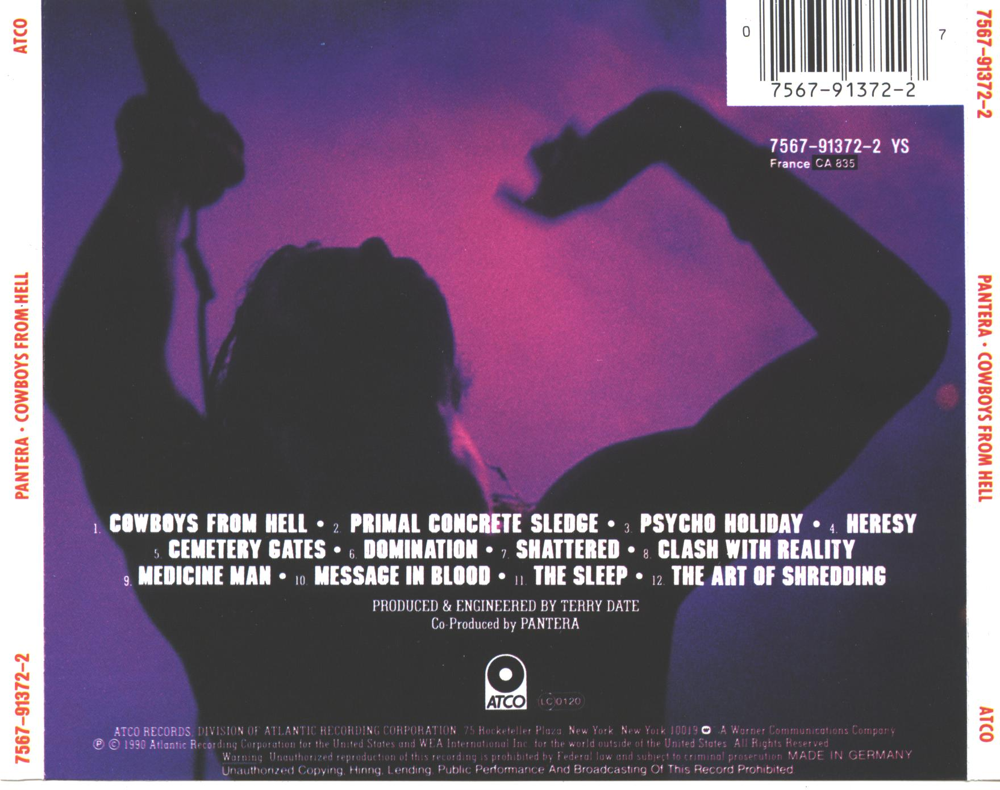 ATCO
PANTERA • COWBOYS FROM HELL
7567-91372-2
0
7
7567-91372-2
7567-91372-2 YS
France CA 835
1. COWBOYS FROM HELL • 2. PRIMAL CONCRETE SLEDGE • 3. PSYCHO HOLIDAY • 4. HERESY
5. CEMETERY GATES • 6. DOMINATION • 7. SHATTERED • 8. CLASH WITH REALITY
9. MEDICINE MAN • 10. MESSAGE IN BLOOD • 11. THE SLEEP • 12. THE ART OF SHREDDING
PRODUCED & ENGINEERED BY TERRY DATE
Co-Produced by PANTERA
ATCO
LC 0120
ATCO RECORDS, DIVISION OF ATLANTIC RECORDING CORPORATION 75 Rockefeller Plaza, New York, New York 10019 A Warner Communications Company
℗ © 1990 Atlantic Recording Corporation for the United States and WEA International Inc. for the world outside of the United States. All Rights Reserved
Warning: Unauthorized reproduction of this recording is prohibited by Federal law and subject to criminal prosecution. MADE IN GERMANY
Unauthorized Copying, Hiring, Lending, Public Performance And Broadcasting Of This Record Prohibited.
7567-91372-2
PANTERA • COWBOYS FROM HELL
ATCO